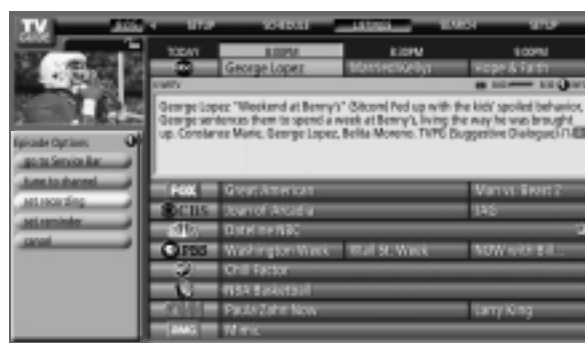 TV
GUIDE
SETUP SCHEDULE LISTINGS SEARCH SETUP
TODAY 8:00PM 8:30PM 9:00PM
abc George Lopez Married/Kellys Hope & Faith
George Lopez "Weekend at Benny's" (Sitcom) Fed up with the kids' spoiled behavior,
George sentences them to spend a week at Benny's, living the way he was brought
up. Constance Marie, George Lopez, Belita Moreno. TVPG (Suggestive Dialogue)
Episode Options
go to Service Bar
tune to channel
set recording
set reminder
cancel
FOX Great American Man vs. Beast 2
CBS Joan of Arcadia JAG
Dateline NBC
PBS Washington Week Wall St. Week NOW with Bill...
Chill Factor
NBA Basketball
Paula Zahn Now Larry King
AMC Mimic